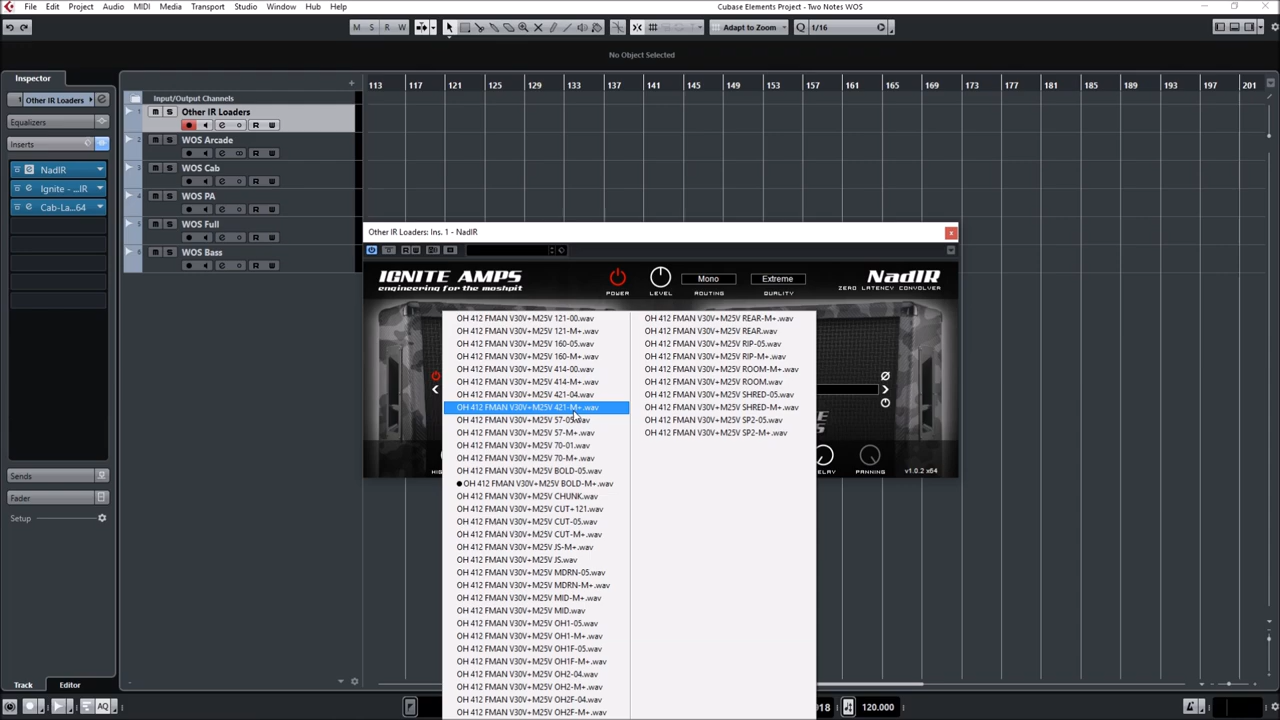 Cubase Elements Project - Two Notes WOS
File Edit Project Audio MIDI Media Transport Studio Window Hub Help
M S R W Adapt to Zoom Q 1/16
No Object Selected
Inspector
113 117 121 125 129 133 137 141 145 149 153 157 161 165 169 173 177 181 185 189 193 197 201
Input/Output Channels
1 Other IR Loaders
Equalizers
Inserts
NadIR
Ignite - ...IR
Cab-La...64
Sends
Fader
Setup
1 M S Other IR Loaders
R W
2 M S WOS Arcade
R W
3 M S WOS Cab
R W
4 M S WOS PA
R W
5 M S WOS Full
R W
6 M S WOS Bass
R W
Other IR Loaders: Ins. 1 - NadIR
IGNITE AMPS
engineering for the moshpit
POWER
LEVEL
Mono
ROUTING
Extreme
QUALITY
NadIR
ZERO LATENCY CONVOLVER
OH 412 FMAN V30V+M25V 121-00.wav
OH 412 FMAN V30V+M25V 121-M+.wav
OH 412 FMAN V30V+M25V 160-05.wav
OH 412 FMAN V30V+M25V 160-M+.wav
OH 412 FMAN V30V+M25V 414-00.wav
OH 412 FMAN V30V+M25V 414-M+.wav
OH 412 FMAN V30V+M25V 421-04.wav
OH 412 FMAN V30V+M25V 421-M+.wav
OH 412 FMAN V30V+M25V 57-05.wav
OH 412 FMAN V30V+M25V 57-M+.wav
OH 412 FMAN V30V+M25V 70-01.wav
OH 412 FMAN V30V+M25V 70-M+.wav
OH 412 FMAN V30V+M25V BOLD-05.wav
OH 412 FMAN V30V+M25V BOLD-M+.wav
OH 412 FMAN V30V+M25V CHUNK.wav
OH 412 FMAN V30V+M25V CUT+121.wav
OH 412 FMAN V30V+M25V CUT-05.wav
OH 412 FMAN V30V+M25V CUT-M+.wav
OH 412 FMAN V30V+M25V JS-M+.wav
OH 412 FMAN V30V+M25V JS.wav
OH 412 FMAN V30V+M25V MDRN-05.wav
OH 412 FMAN V30V+M25V MDRN-M+.wav
OH 412 FMAN V30V+M25V MID-M+.wav
OH 412 FMAN V30V+M25V MID.wav
OH 412 FMAN V30V+M25V OH1-05.wav
OH 412 FMAN V30V+M25V OH1-M+.wav
OH 412 FMAN V30V+M25V OH1F-05.wav
OH 412 FMAN V30V+M25V OH1F-M+.wav
OH 412 FMAN V30V+M25V OH2-04.wav
OH 412 FMAN V30V+M25V OH2-M+.wav
OH 412 FMAN V30V+M25V OH2F-04.wav
OH 412 FMAN V30V+M25V OH2F-M+.wav
OH 412 FMAN V30V+M25V REAR-M+.wav
OH 412 FMAN V30V+M25V REAR.wav
OH 412 FMAN V30V+M25V RIP-05.wav
OH 412 FMAN V30V+M25V RIP-M+.wav
OH 412 FMAN V30V+M25V ROOM-M+.wav
OH 412 FMAN V30V+M25V ROOM.wav
OH 412 FMAN V30V+M25V SHRED-05.wav
OH 412 FMAN V30V+M25V SHRED-M+.wav
OH 412 FMAN V30V+M25V SP2-05.wav
OH 412 FMAN V30V+M25V SP2-M+.wav
PANNING
v1.0.2 x64
Track Editor
AQ
120.000